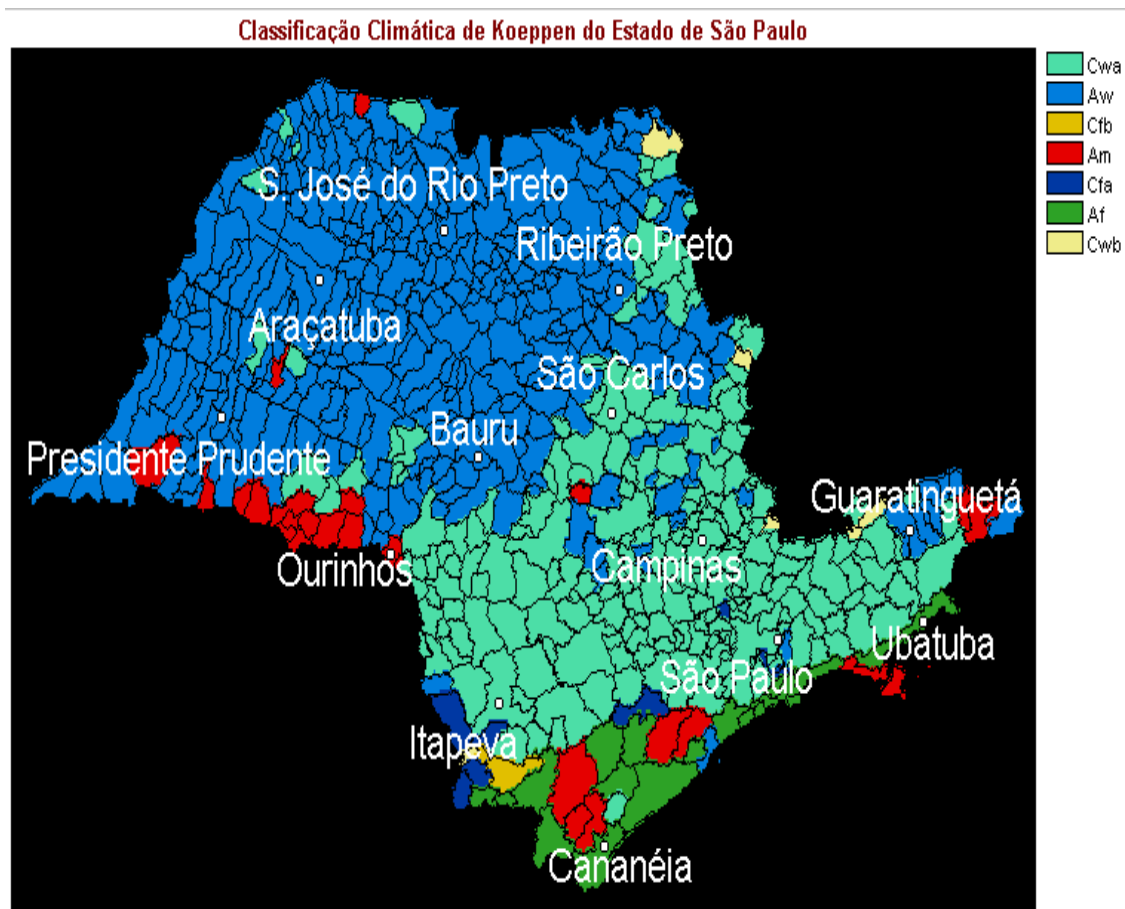 Classificação Climática de Koeppen do Estado de São Paulo
Cwa
Aw
Cfb
Am
Cfa
Af
Cwb
S. José do Rio Preto
Ribeirão Preto
Araçatuba
São Carlos
Bauru
Presidente Prudente
Guaratinguetá
Ourinhos
Campinas
Ubatuba
São Paulo
Itapeva
Cananéia